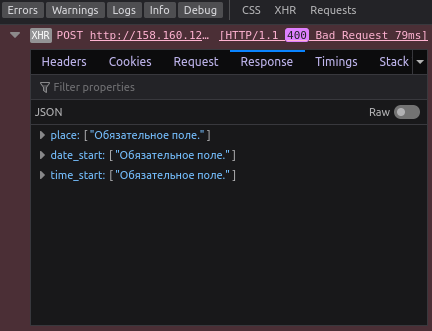 Errors Warnings Logs Info Debug CSS XHR Requests
XHR POST http://158.160.12… [HTTP/1.1 400 Bad Request 79ms]
Headers Cookies Request Response Timings Stack
Filter properties
JSON Raw
place: ["Обязательное поле."]
date_start: ["Обязательное поле."]
time_start: ["Обязательное поле."]